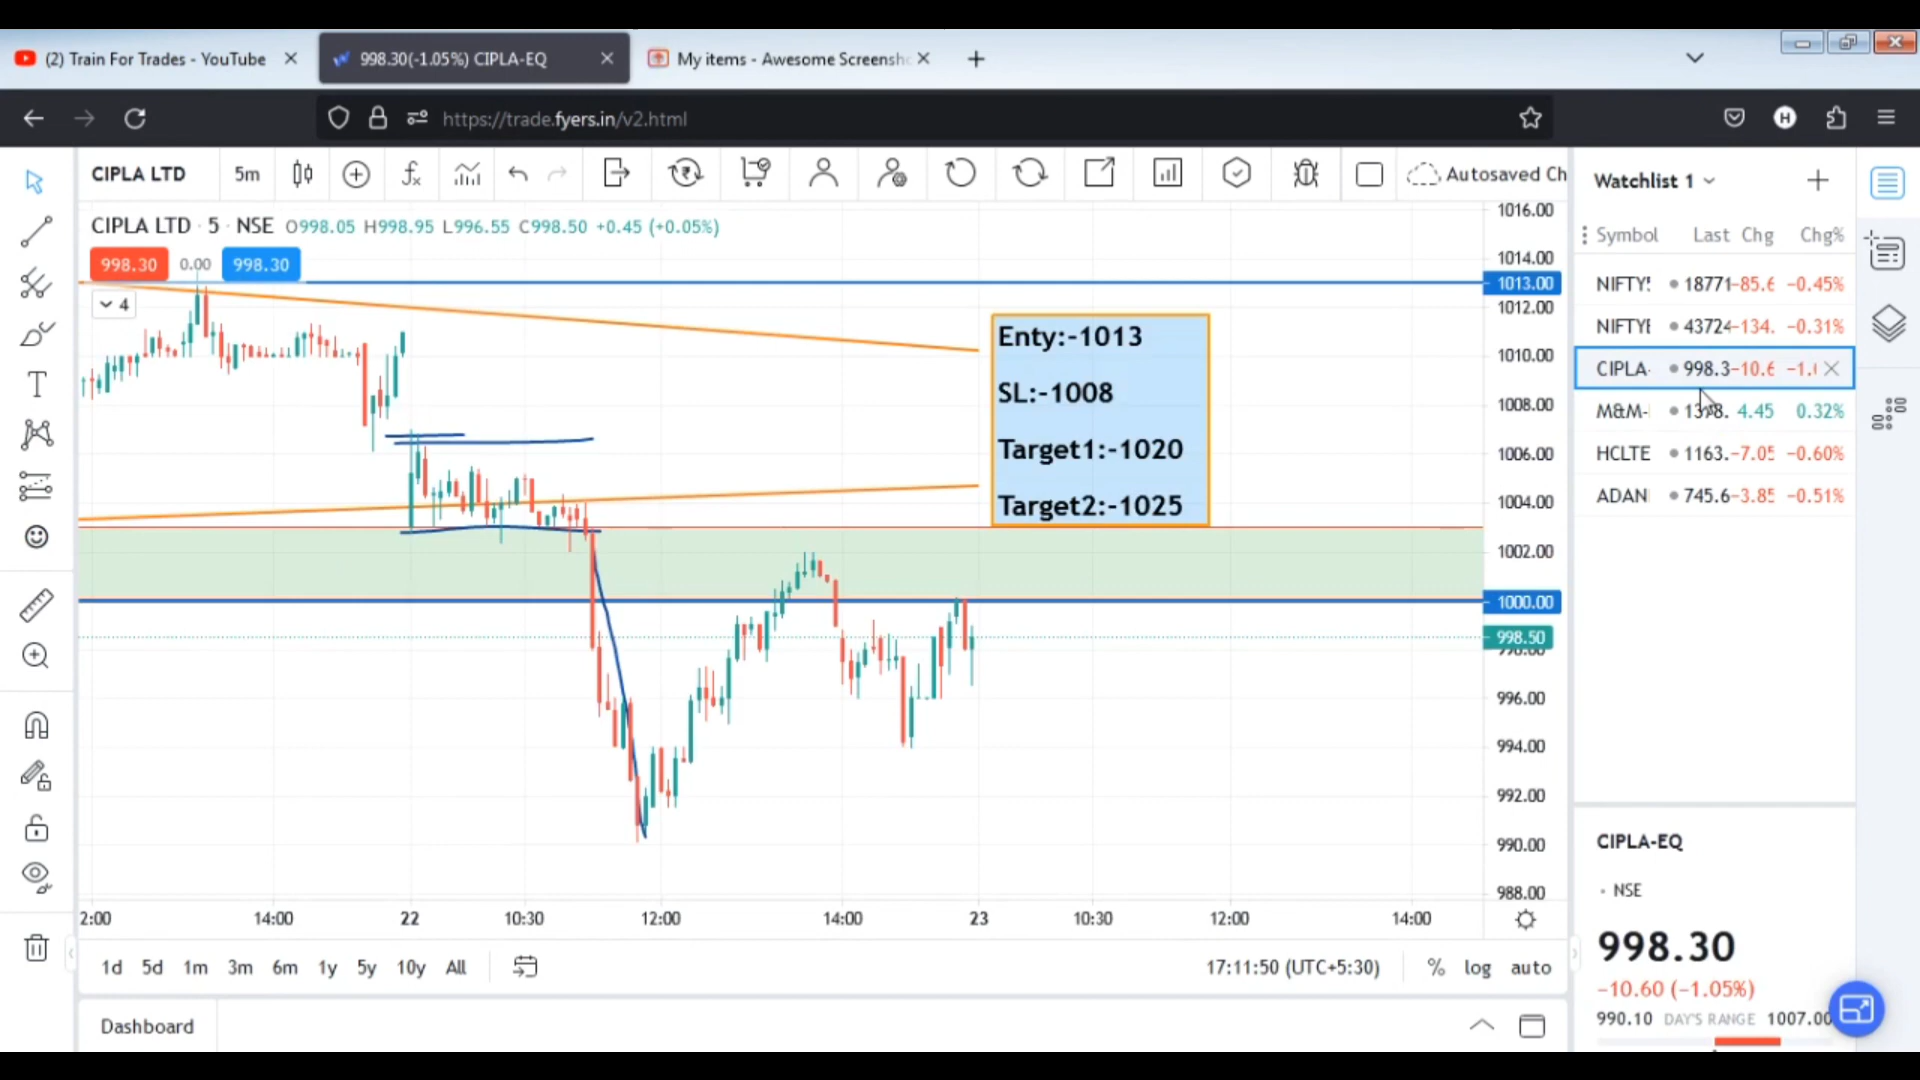 (2) Train For Trades - YouTube
998.30(-1.05%) CIPLA-EQ
My items - Awesome Screensh
https://trade.fyers.in/v2.html
CIPLA LTD
5m
Autosaved Ch
CIPLA LTD · 5 · NSE O998.05 H998.95 L996.55 C998.50 +0.45 (+0.05%)
998.30 0.00 998.30
4
Enty:-1013
SL:-1008
Target1:-1020
Target2:-1025
1016.00
1014.00
1013.00
1012.00
1010.00
1008.00
1006.00
1004.00
1002.00
1000.00
998.50
996.00
994.00
992.00
990.00
988.00
2:00 14:00 22 10:30 12:00 14:00 23 10:30 12:00 14:00
1d 5d 1m 3m 6m 1y 5y 10y All
17:11:50 (UTC+5:30) % log auto
Dashboard
Watchlist 1
Symbol Last Chg Chg%
NIFTY 18771 -85.6 -0.45%
NIFTYB 43724 -134. -0.31%
CIPLA- 998.3 -10.6 -1.
M&M- 4.45 0.32%
HCLTE 1163. -7.05 -0.60%
ADAN 745.6 -3.85 -0.51%
CIPLA-EQ
· NSE
998.30
−10.60 (−1.05%)
990.10 DAY'S RANGE 1007.00